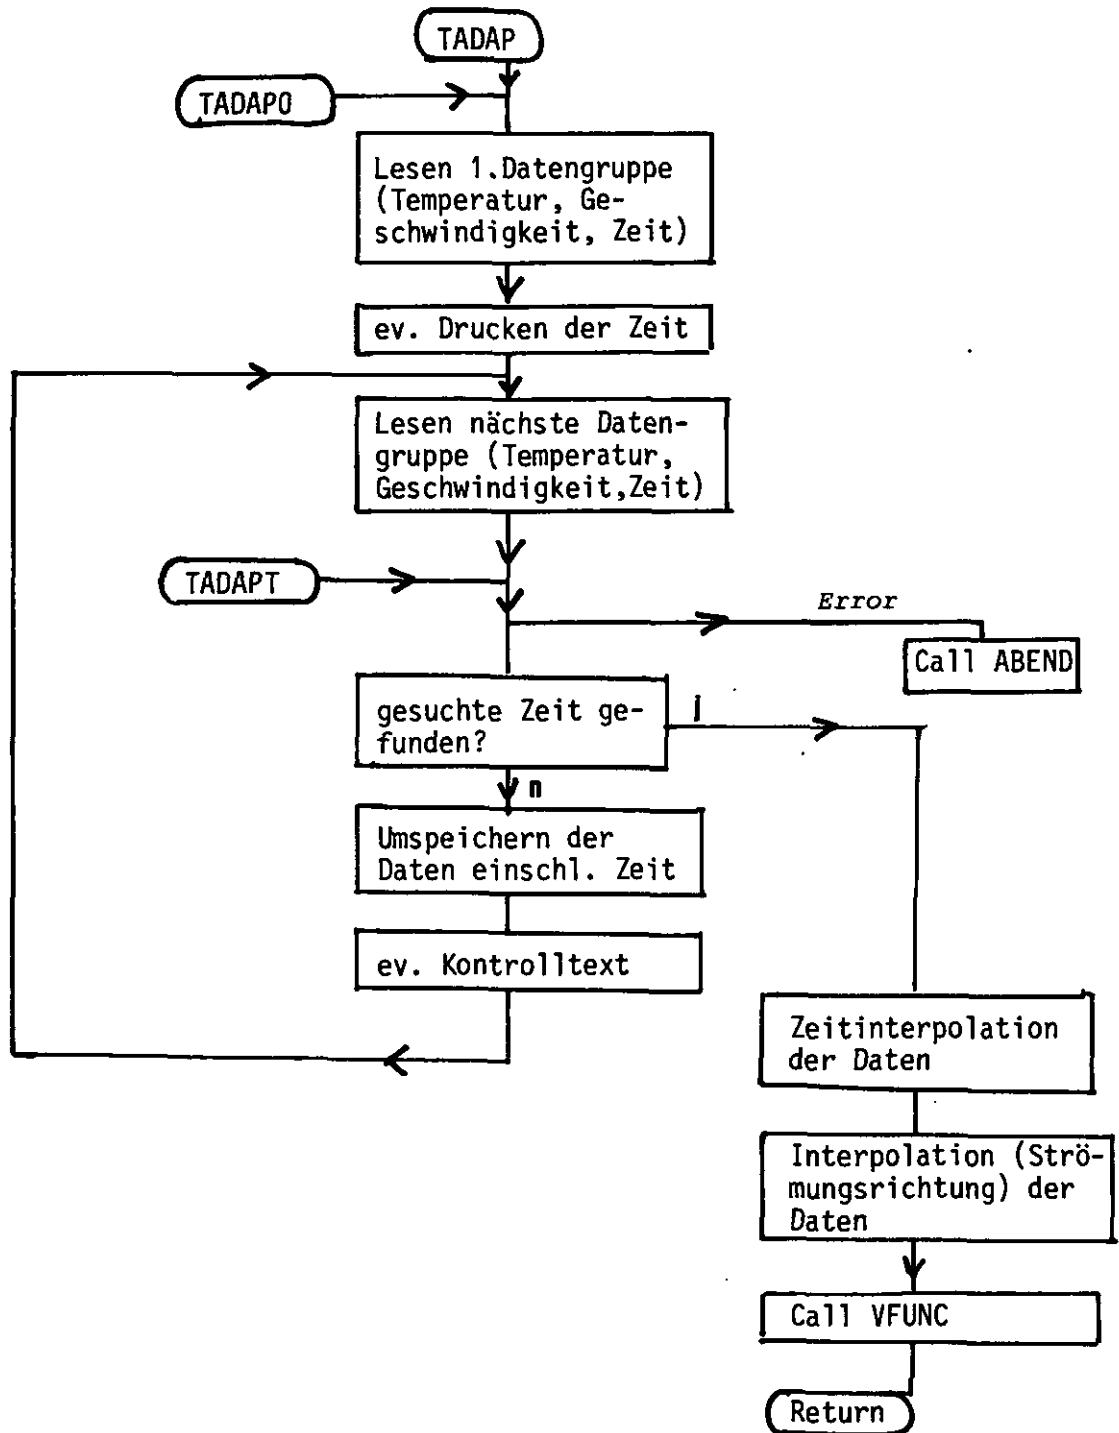 TADAP
TADAPO
Lesen 1.Datengruppe
(Temperatur, Ge-
schwindigkeit, Zeit)
ev. Drucken der Zeit
Lesen nächste Daten-
gruppe (Temperatur,
Geschwindigkeit,Zeit)
TADAPT
Error
Call ABEND
gesuchte Zeit ge-
funden?
j
n
Umspeichern der
Daten einschl. Zeit
ev. Kontrolltext
Zeitinterpolation
der Daten
Interpolation (Strö-
mungsrichtung) der
Daten
Call VFUNC
Return